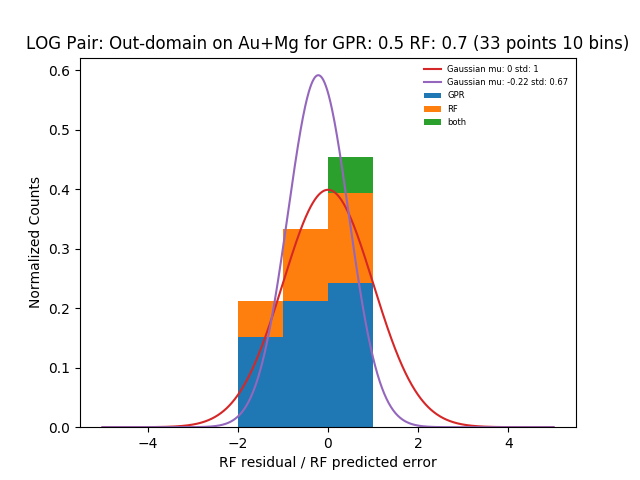 LOG Pair: Out-domain on Au+Mg for GPR: 0.5 RF: 0.7 (33 points 10 bins)
Gaussian mu: 0 std: 1
Gaussian mu: -0.22 std: 0.67
GPR
RF
both
Normalized Counts
0.6
0.5
0.4
0.3
0.2
0.1
0.0
−4 −2 0 2 4
RF residual / RF predicted error